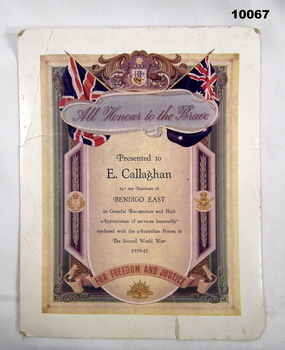 10067
All Honour to the Brave
Presented to
E. Callaghan
by the Residents of
BENDIGO EAST
in Grateful Recognition and High
Appreciation of services honorably
rendered with the Australian Forces in
The Second World War
1939-45
FOR FREEDOM AND JUSTICE